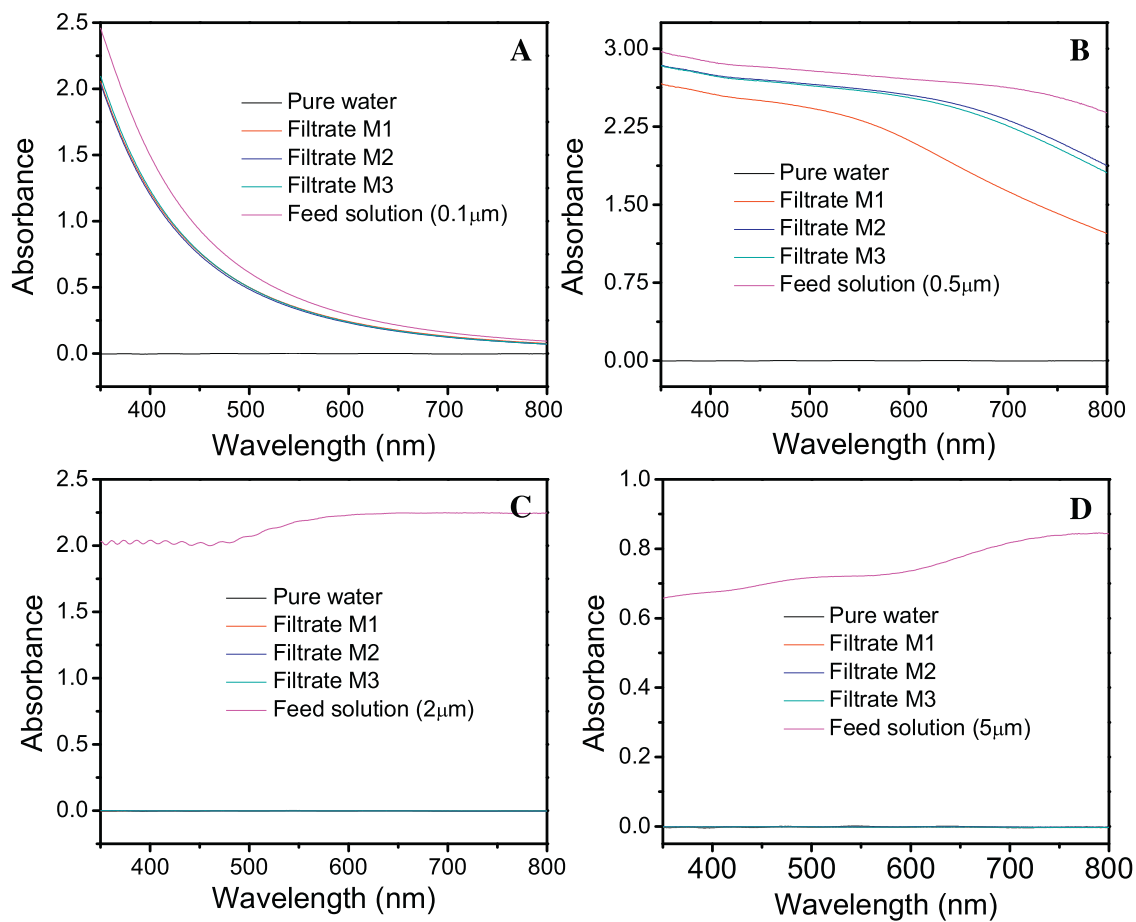 A
2.5
2.0
1.5
1.0
0.5
0.0
Absorbance
Pure water
Filtrate M1
Filtrate M2
Filtrate M3
Feed solution (0.1μm)
400 500 600 700 800
Wavelength (nm)
B
3.00
2.25
1.50
0.75
0.00
Absorbance
Pure water
Filtrate M1
Filtrate M2
Filtrate M3
Feed solution (0.5μm)
400 500 600 700 800
Wavelength (nm)
C
2.5
2.0
1.5
1.0
0.5
0.0
Absorbance
Pure water
Filtrate M1
Filtrate M2
Filtrate M3
Feed solution (2μm)
400 500 600 700 800
Wavelength (nm)
D
1.0
0.8
0.6
0.4
0.2
0.0
Absorbance
Pure water
Filtrate M1
Filtrate M2
Filtrate M3
Feed solution (5μm)
400 500 600 700 800
Wavelength (nm)